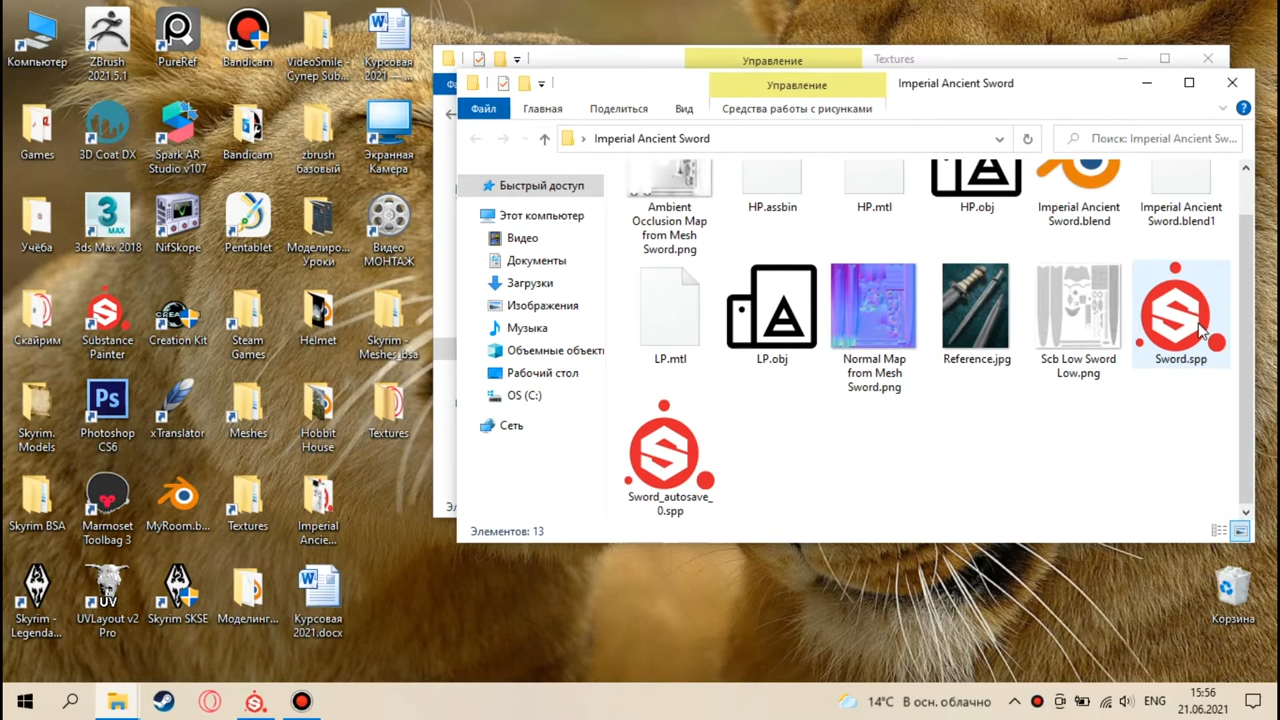 Компьютер
ZBrush
2021.5.1
PureRef
Bandicam
VideoSmile -
Супер Sub...
Курсовая
2021 —...
Games
3D Coat DX
Spark AR
Studio v107
Bandicam
zbrush
базовый
Экранная
Камера
Учёба
3ds Max 2018
NifSkope
Pentablet
Моделиро...
Уроки
Видео
МОНТАЖ
Скайрим
Substance
Painter
Creation Kit
Steam
Games
Helmet
Skyrim -
Meshes_bsa
Skyrim.
Models
Ps
Photoshop
CS6
xTranslator
Meshes
Hobbit
House
Textures
Skyrim BSA
Marmoset
Toolbag 3
MyRoom.b...
Textures
Imperial
Ancie...
Skyrim -
Legenda...
UV
UVLayout v2
Pro
Skyrim SKSE
Моделинг...
Курсовая
2021.docx
Корзина
Управление
Textures
Управление
Imperial Ancient Sword
Файл
Главная
Поделиться
Вид
Средства работы с рисунками
Imperial Ancient Sword
Поиск: Imperial Ancient Sw...
Быстрый доступ
Этот компьютер
Видео
Документы
Загрузки
Изображения
Музыка
Объемные объекты
Рабочий стол
OS (C:)
Сеть
Ambient
Occlusion Map
from Mesh
Sword.png
HP.assbin
HP.mtl
HP.obj
Imperial Ancient
Sword.blend
Imperial Ancient
Sword.blend1
LP.mtl
LP.obj
Normal Map
from Mesh
Sword.png
Reference.jpg
Scb Low Sword
Low.png
Sword.spp
Sword_autosave_
0.spp
Элементов: 13
14°C В осн. облачно
ENG
15:56
21.06.2021